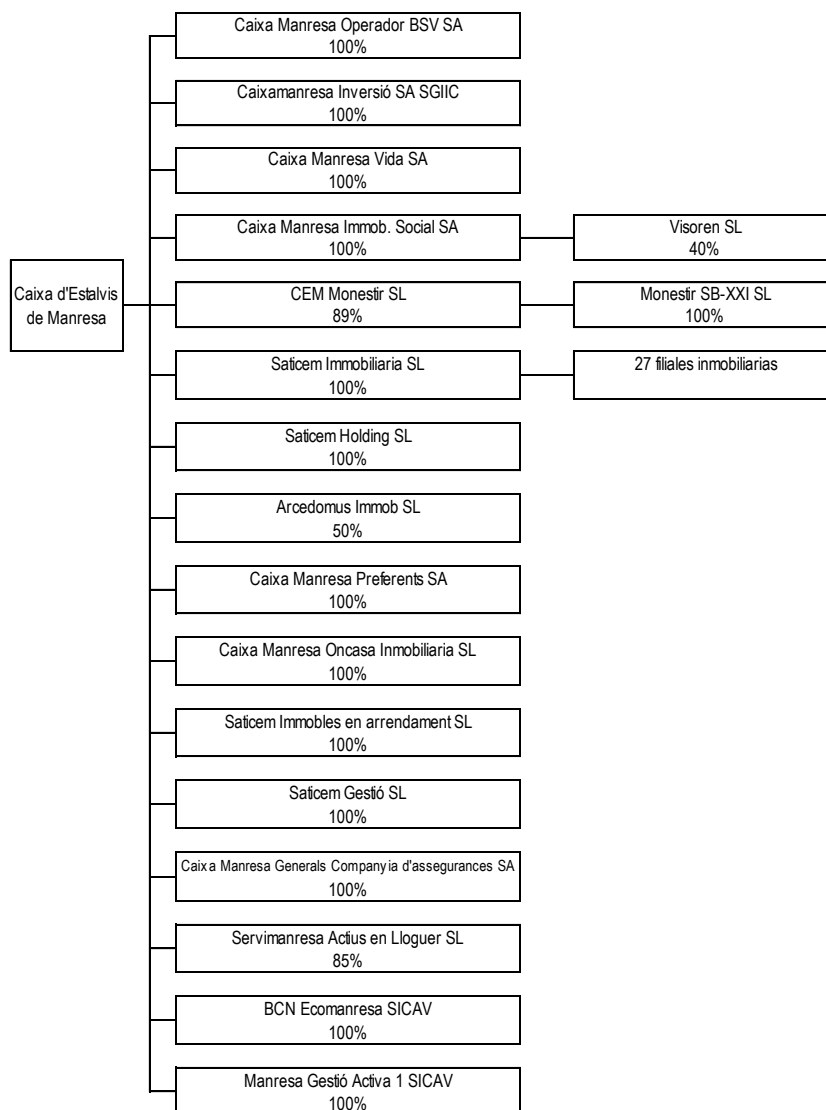 Caixa Manresa Operador BSV SA
100%
Caixamanresa Inversió SA SGIIC
100%
Caixa Manresa Vida SA
100%
Caixa Manresa Immob. Social SA
100%
Visoren SL
40%
Caixa d'Estalvis
de Manresa
CEM Monestir SL
89%
Monestir SB-XXI SL
100%
Saticem Immobiliaria SL
100%
27 filiales inmobiliarias
Saticem Holding SL
100%
Arcedomus Immob SL
50%
Caixa Manresa Preferents SA
100%
Caixa Manresa Oncasa Inmobiliaria SL
100%
Saticem Immobles en arrendament SL
100%
Saticem Gestió SL
100%
Caixa Manresa Generals Companyia d'assegurances SA
100%
Servimanresa Actius en Lloguer SL
85%
BCN Ecomanresa SICAV
100%
Manresa Gestió Activa 1 SICAV
100%